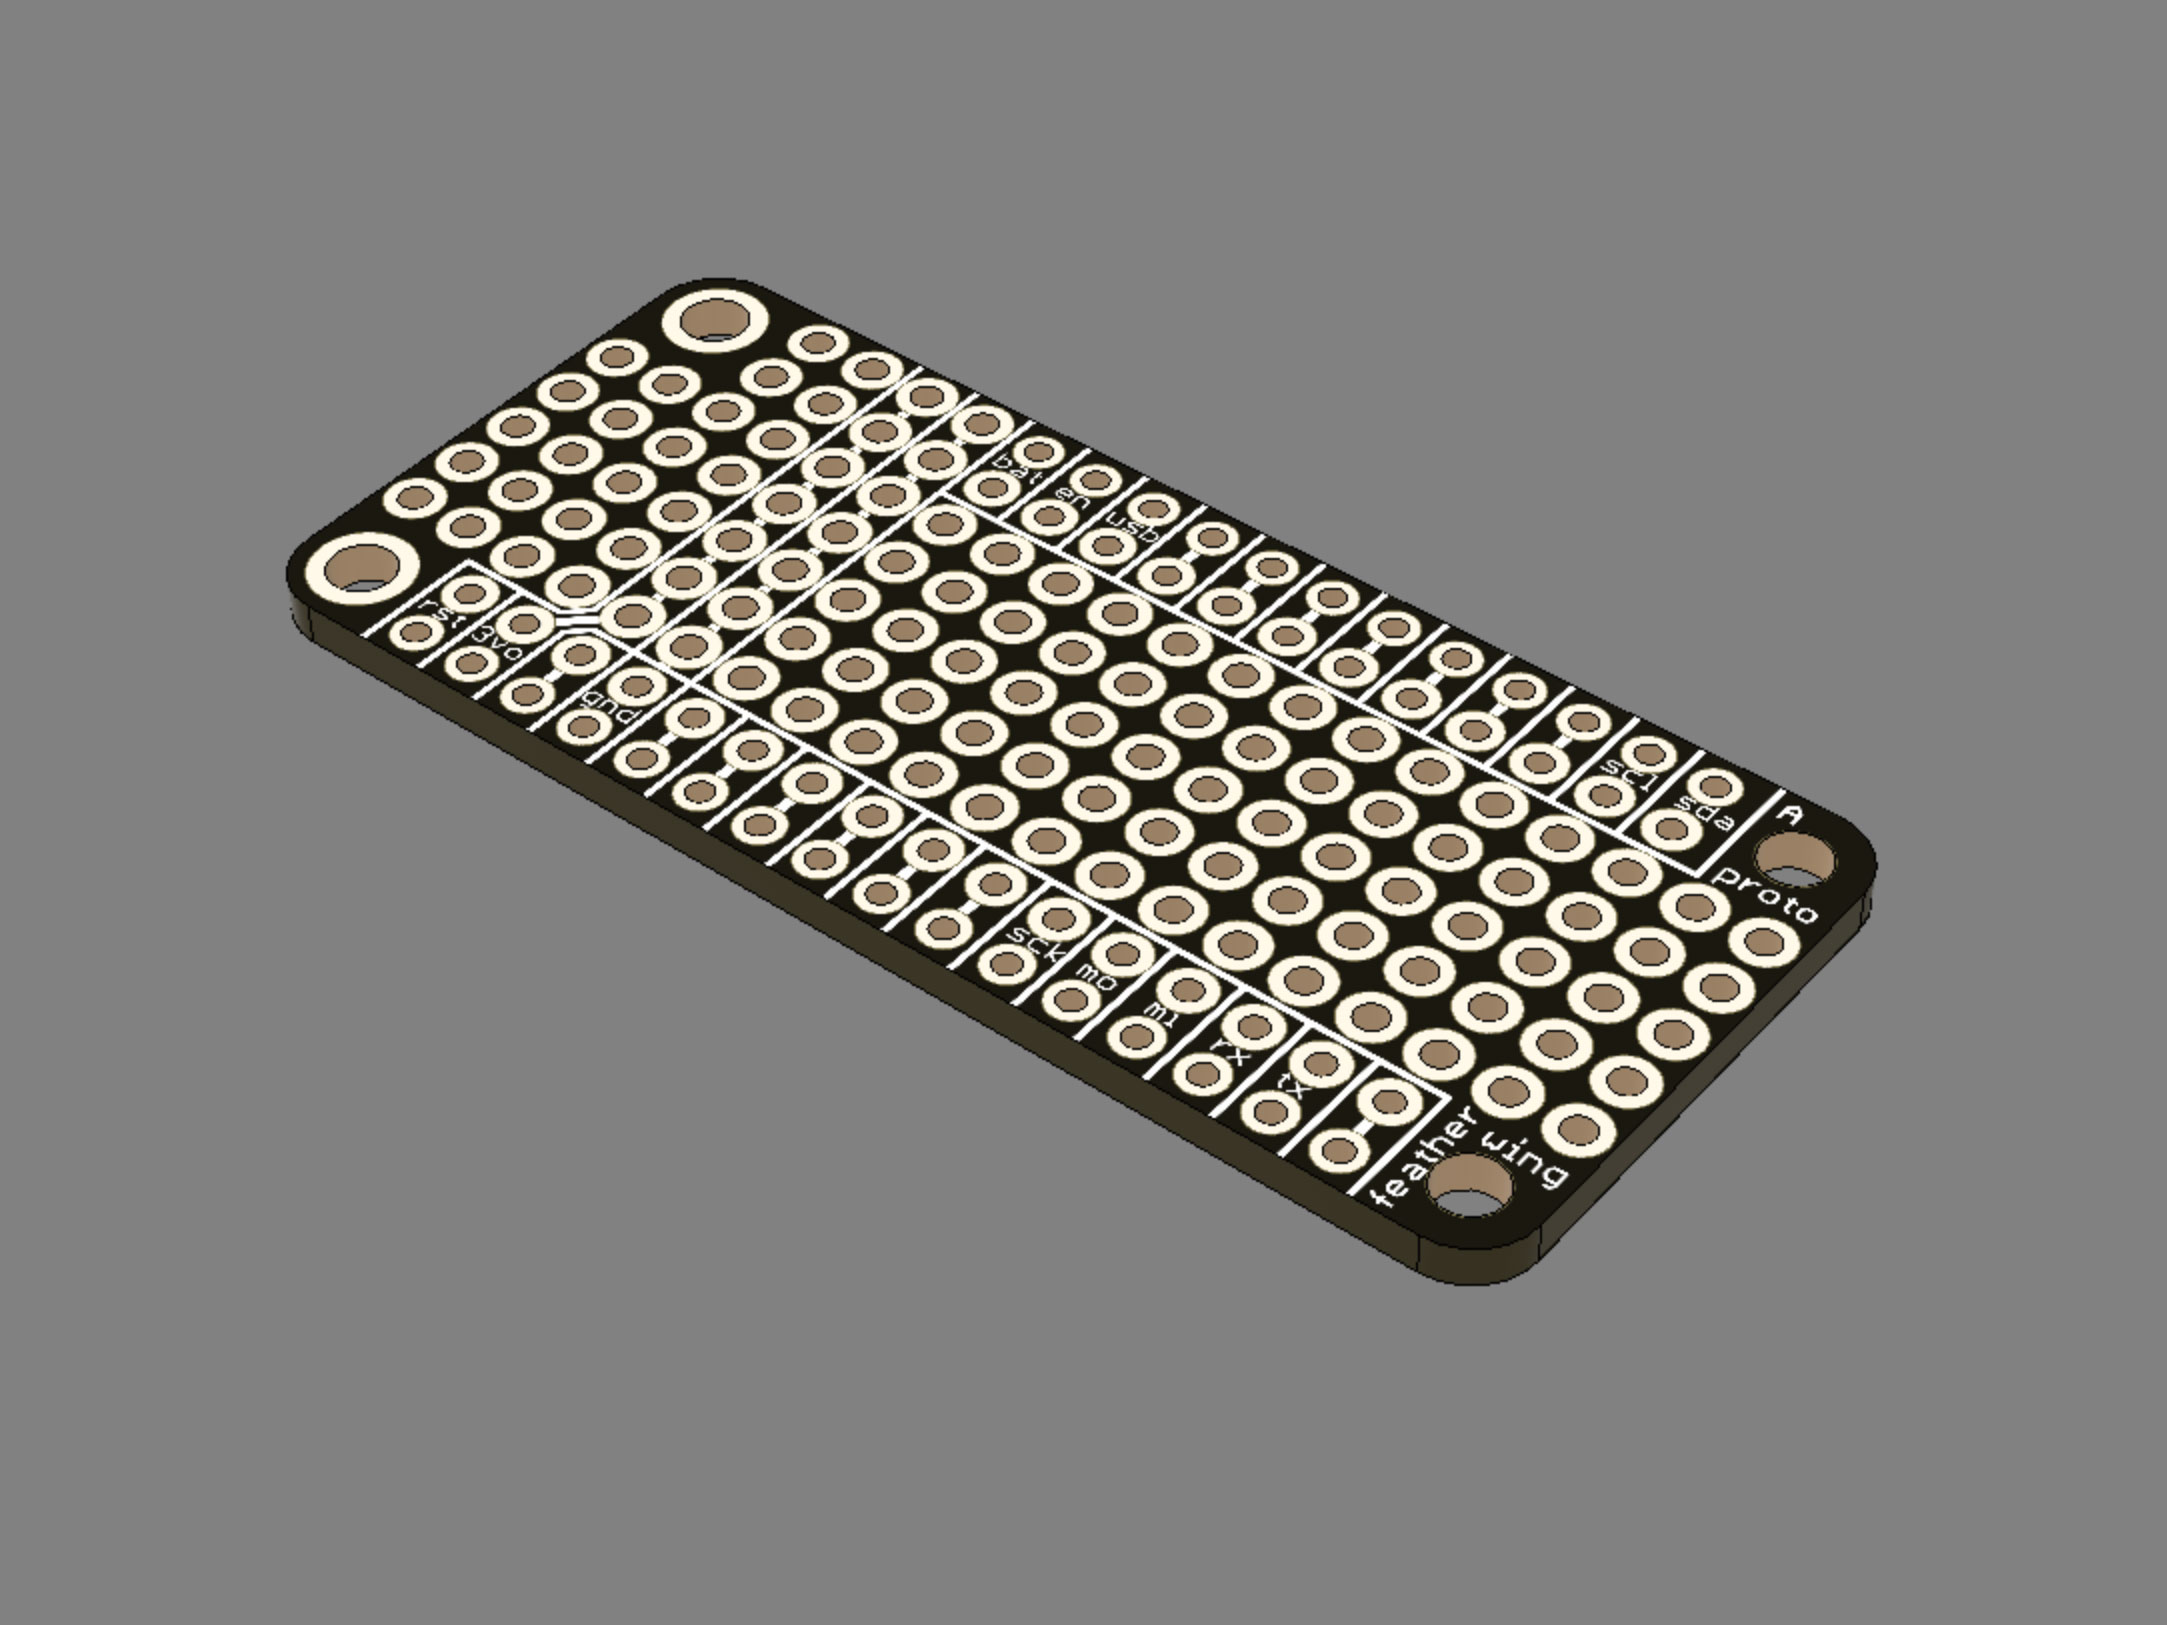 bat
en
usb
scl
sda
A
proto
rst
3vo
gnd
sck
mo
mi
rx
tx
feather
wing